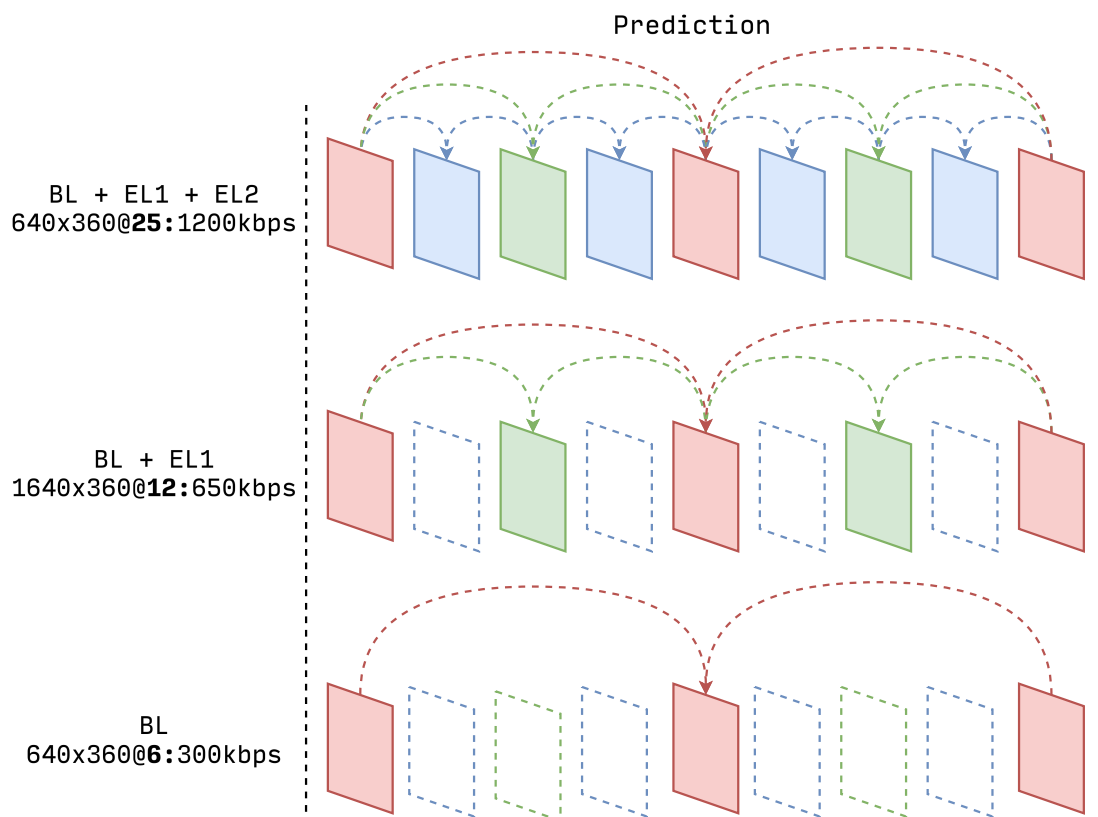 Prediction
BL + EL1 + EL2
640x360@25:1200kbps
BL + EL1
1640x360@12:650kbps
BL
640x360@6:300kbps